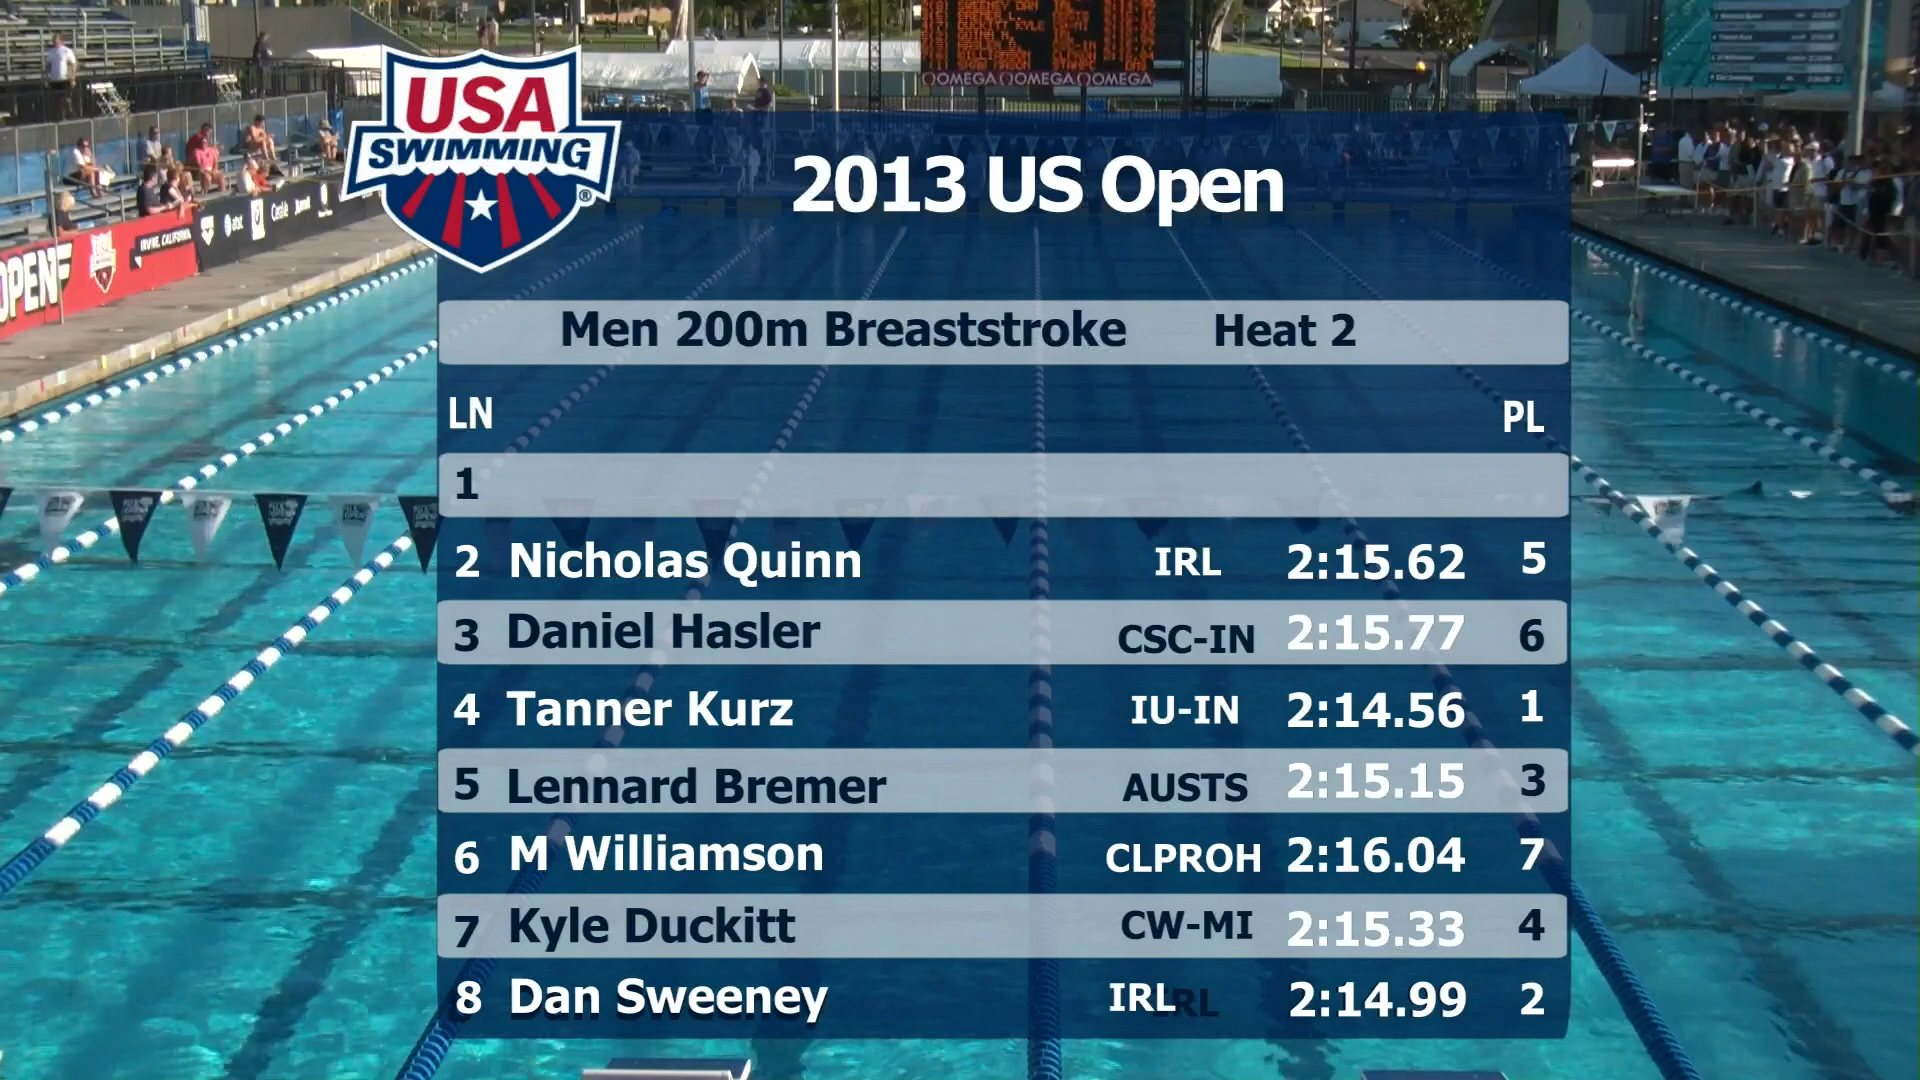 OMEGA OMEGA OMEGA
USA
SWIMMING
®
2013 US Open
at&t
IRVINE, CALIFORNIA
OPEN
Men 200m Breaststroke Heat 2
LN PL
1
2 Nicholas Quinn IRL 2:15.62 5
3 Daniel Hasler CSC-IN 2:15.77 6
4 Tanner Kurz IU-IN 2:14.56 1
5 Lennard Bremer AUSTS 2:15.15 3
6 M Williamson CLPROH 2:16.04 7
7 Kyle Duckitt CW-MI 2:15.33 4
8 Dan Sweeney IRL 2:14.99 2